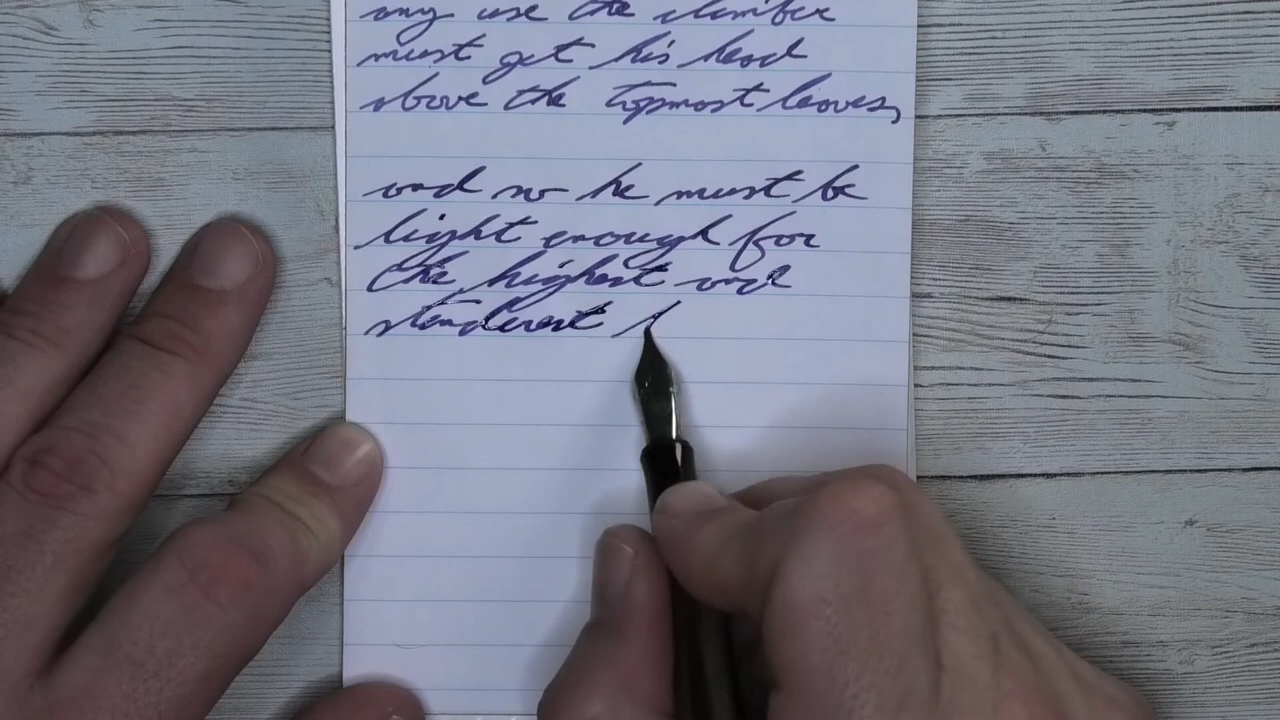 any use the climber
must get his head
above the topmost leaves,
and so he must be
light enough for
the highest and
slenderest